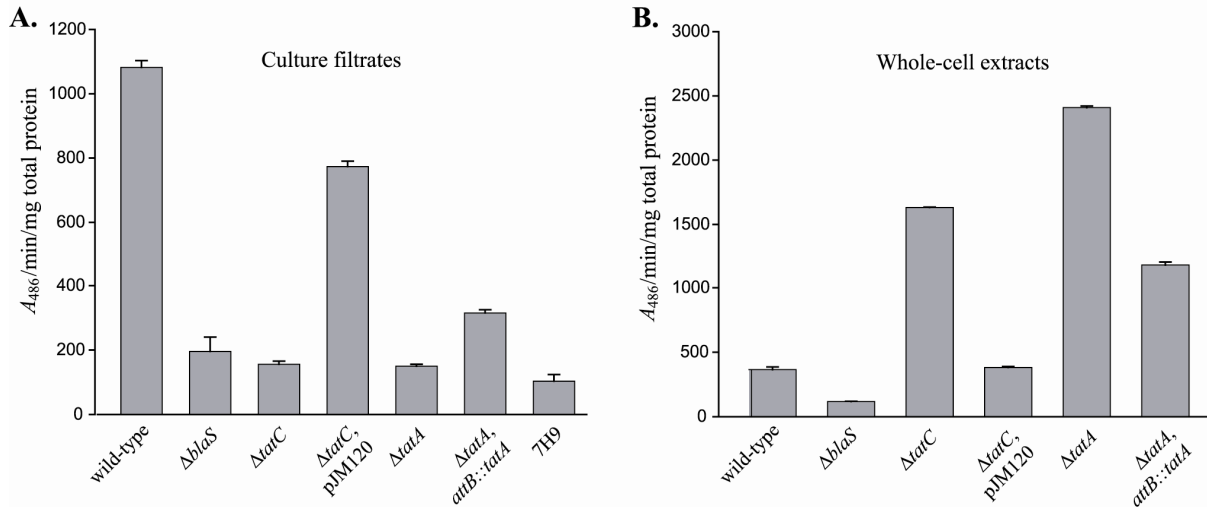 A.
Culture filtrates
A486/min/mg total protein
1200
1000
800
600
400
200
0
wild-type
ΔblaS
ΔtatC
ΔtatC,
pJM120
ΔtatA
ΔtatA,
attB::tatA
7H9
B.
Whole-cell extracts
A486/min/mg total protein
3000
2500
2000
1500
1000
500
0
wild-type
ΔblaS
ΔtatC
ΔtatC,
pJM120
ΔtatA
ΔtatA,
attB::tatA